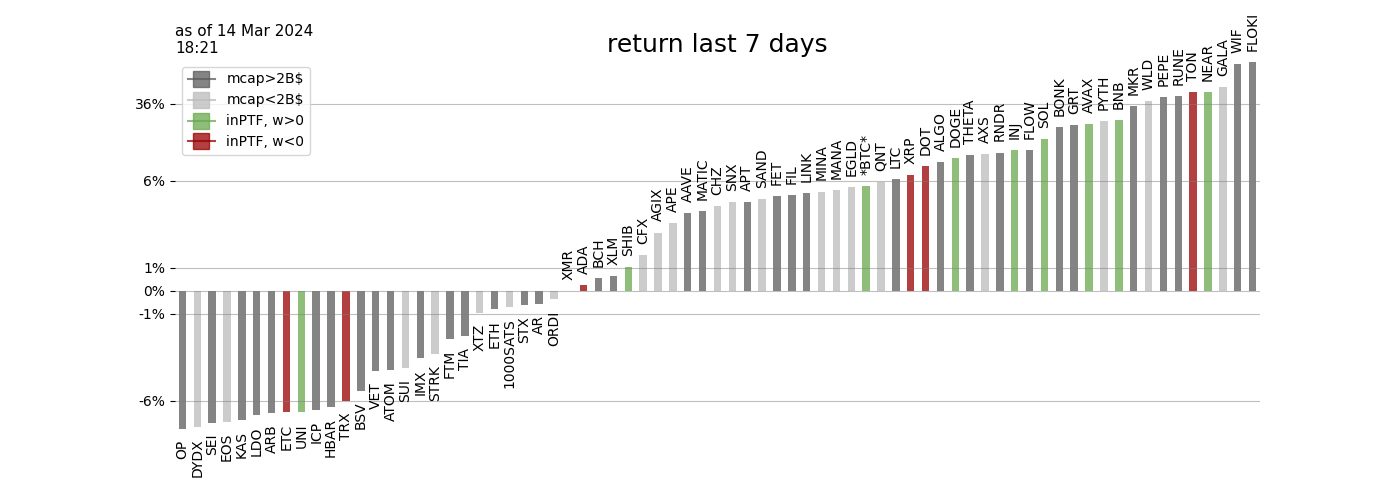 as of 14 Mar 2024
18:21
return last 7 days
mcap>2B$
mcap<2B$
inPTF, w>0
inPTF, w<0
36%
6%
1%
0%
-1%
-6%
OP
DYDX
SEI
EOS
KAS
LDO
ARB
ETC
UNI
ICP
HBAR
TRX
BSV
VET
ATOM
SUI
IMX
STRK
FTM
TIA
XTZ
ETH
1000SATS
STX
AR
ORDI
XMR
ADA
BCH
XLM
SHIB
CFX
AGIX
APE
AAVE
MATIC
CHZ
SNX
APT
SAND
FET
FIL
LINK
MINA
MANA
EGLD
*BTC*
QNT
LTC
XRP
DOT
ALGO
DOGE
THETA
AXS
RNDR
INJ
FLOW
SOL
BONK
GRT
AVAX
PYTH
BNB
MKR
WLD
PEPE
RUNE
TON
NEAR
GALA
WIF
FLOKI